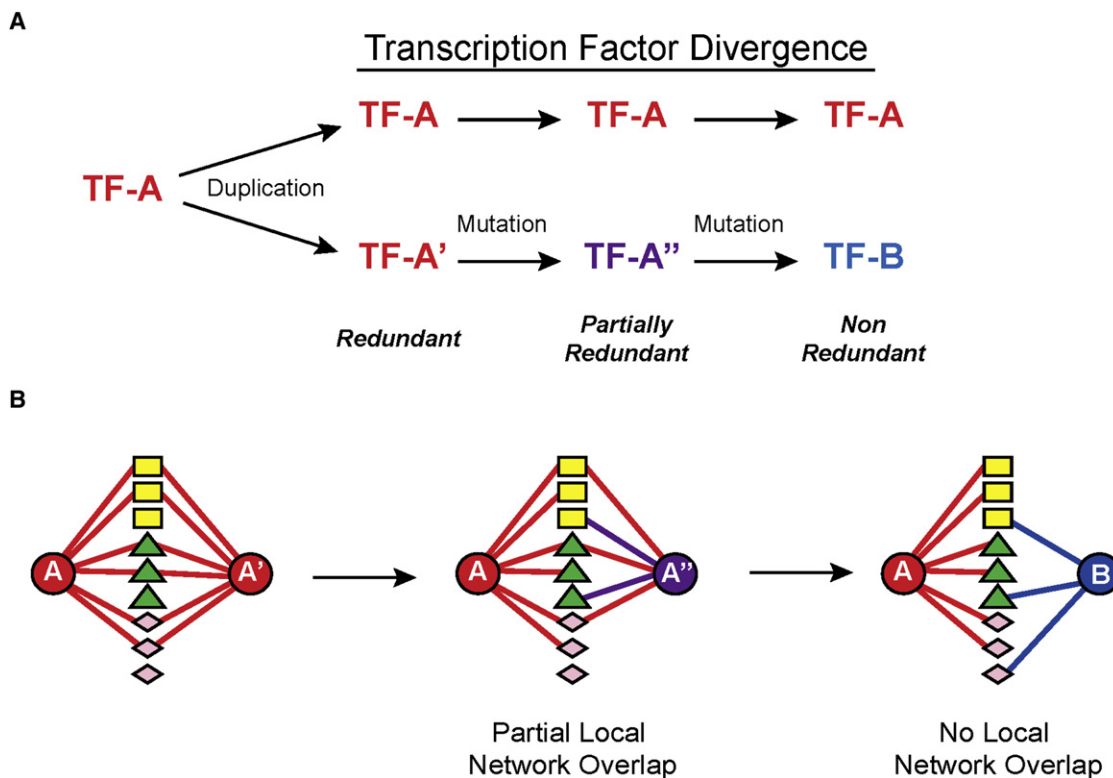 A
Transcription Factor Divergence
TF-A
TF-A
TF-A
TF-A
Duplication
Mutation
Mutation
TF-A’
TF-A”
TF-B
Redundant
Partially
Redundant
Non
Redundant
B
A
A’
A
A”
A
B
Partial Local
Network Overlap
No Local
Network Overlap